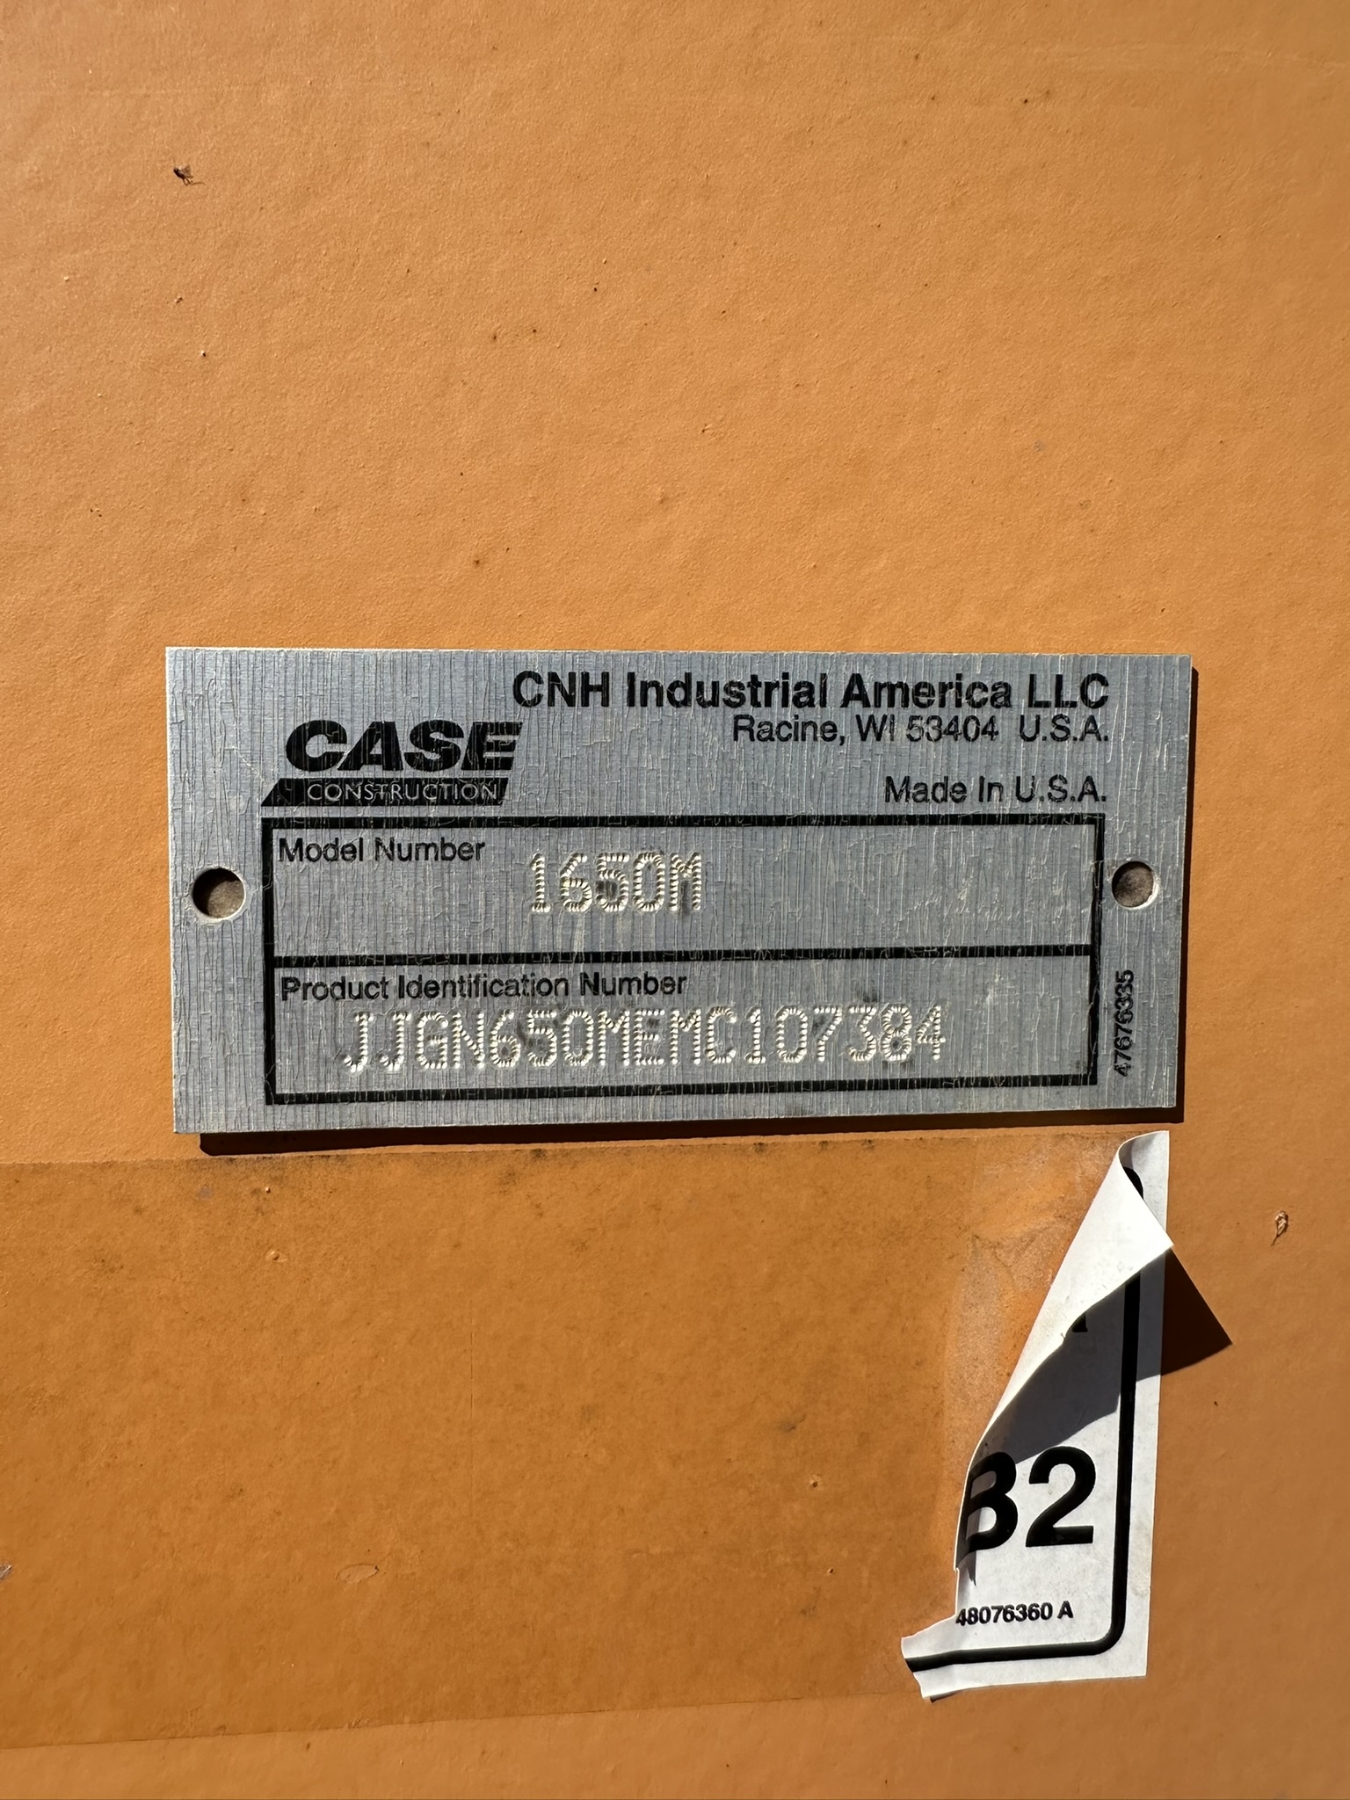 CNH Industrial America LLC
Racine, WI 53404 U.S.A.
CASE
CONSTRUCTION
Made In U.S.A.
Model Number
1650M
Product Identification Number
JJGN650MEMC107384
47676335
B2
48076360 A